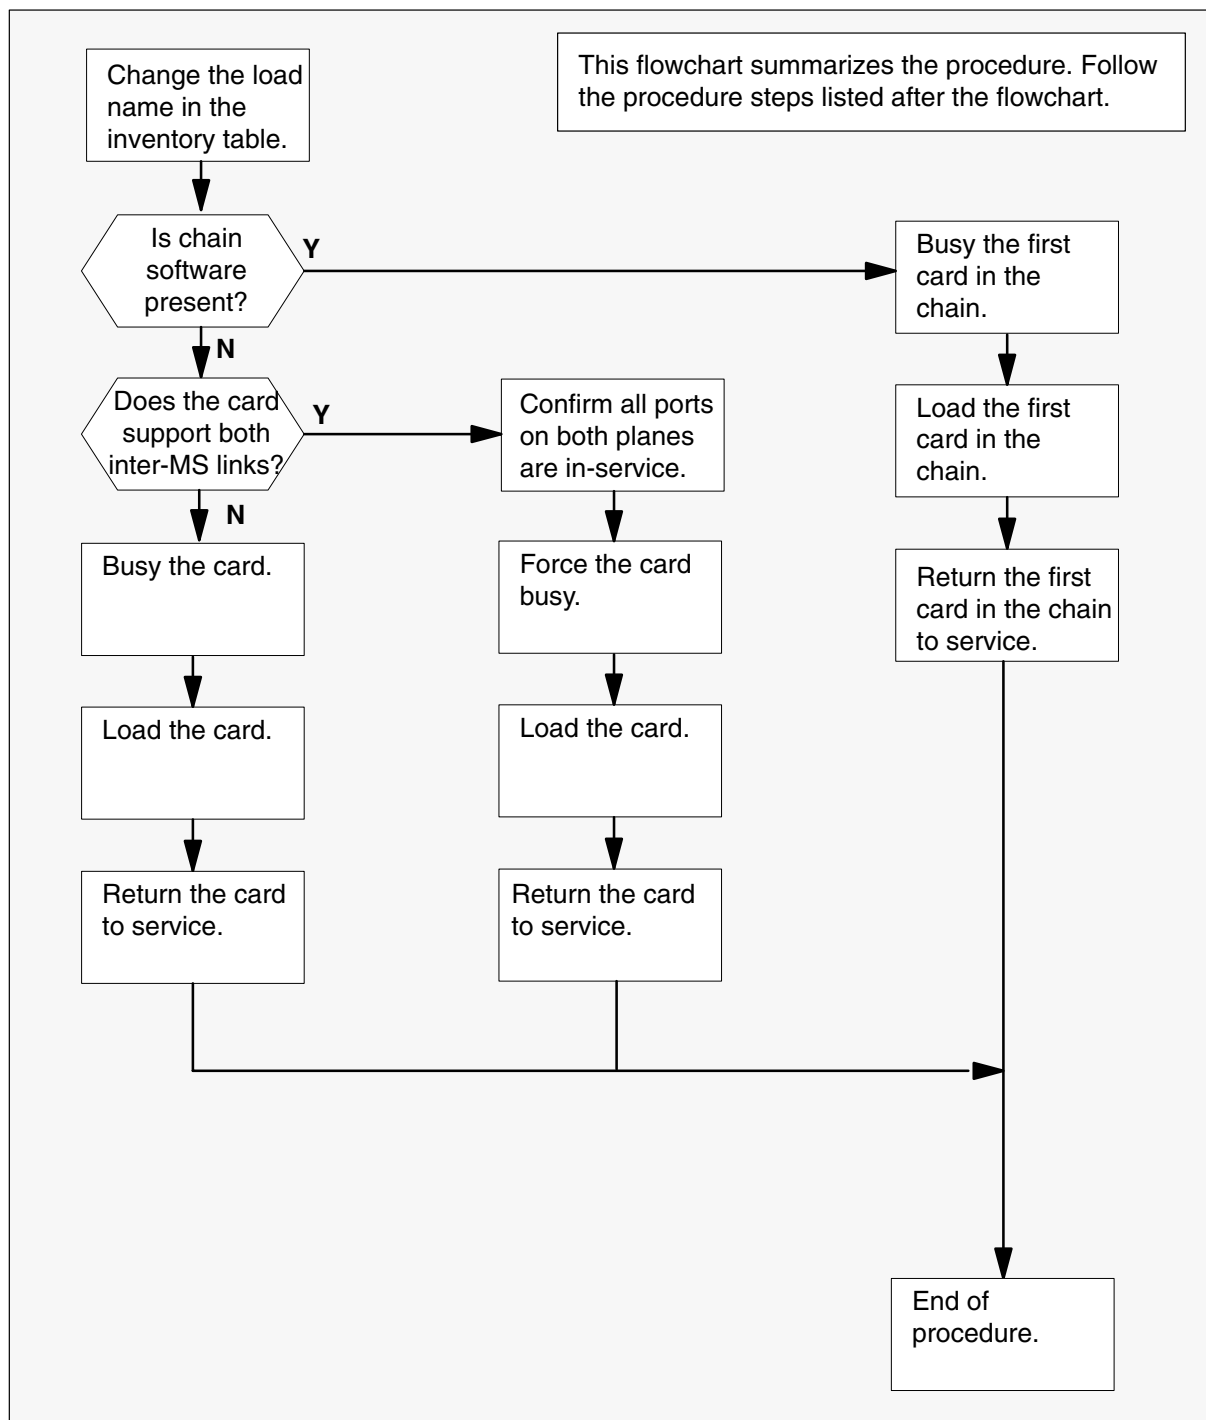 Change the load
name in the
inventory table.
This flowchart summarizes the procedure. Follow
the procedure steps listed after the flowchart.
Is chain
software
present?
Y
N
Busy the first
card in the
chain.
Does the card
support both
inter-MS links?
Y
N
Confirm all ports
on both planes
are in-service.
Load the first
card in the
chain.
Busy the card.
Force the card
busy.
Return the first
card in the chain
to service.
Load the card.
Load the card.
Return the card
to service.
Return the card
to service.
End of
procedure.